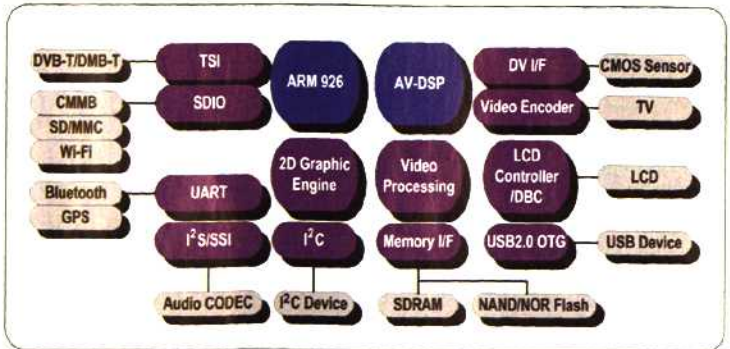 DVB-T/DMB-T
TSI
ARM 926
AV-DSP
DV I/F
CMOS Sensor
CMMB
SDIO
Video Encoder
TV
SD/MMC
Wi-Fi
2D Graphic
Engine
Video
Processing
LCD
Controller
/DBC
LCD
Bluetooth
UART
GPS
I²S/SSI
I²C
Memory I/F
USB2.0 OTG
USB Device
Audio CODEC
I²C Device
SDRAM
NAND/NOR Flash